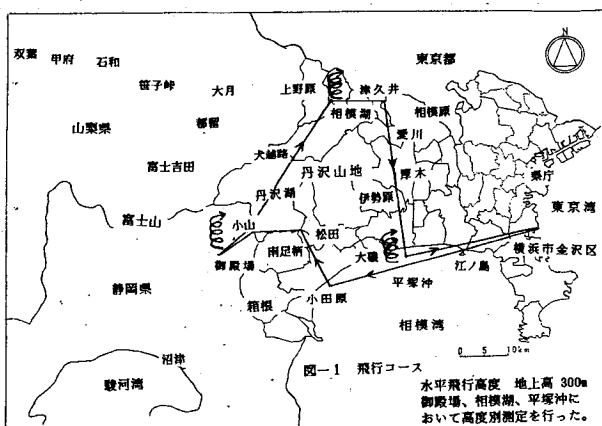 双葉
甲府
石和
笹子峠
大月
上野原
津久井
東京都
山梨県
都留
相模湖
相模原
愛川
犬越路
富士吉田
丹沢山地
厚木
県庁
丹沢湖
伊勢原
富士山
小山
松田
東京湾
南足柄
大磯
横浜市金沢区
御殿場
江ノ島
平塚沖
静岡県
箱根
小田原
相模湾
沼津
駿河湾
0 5 10km
図-1 飛行コース
水平飛行高度 地上高 300m
御殿場、相模湖、平塚沖に
おいて高度別測定を行った。